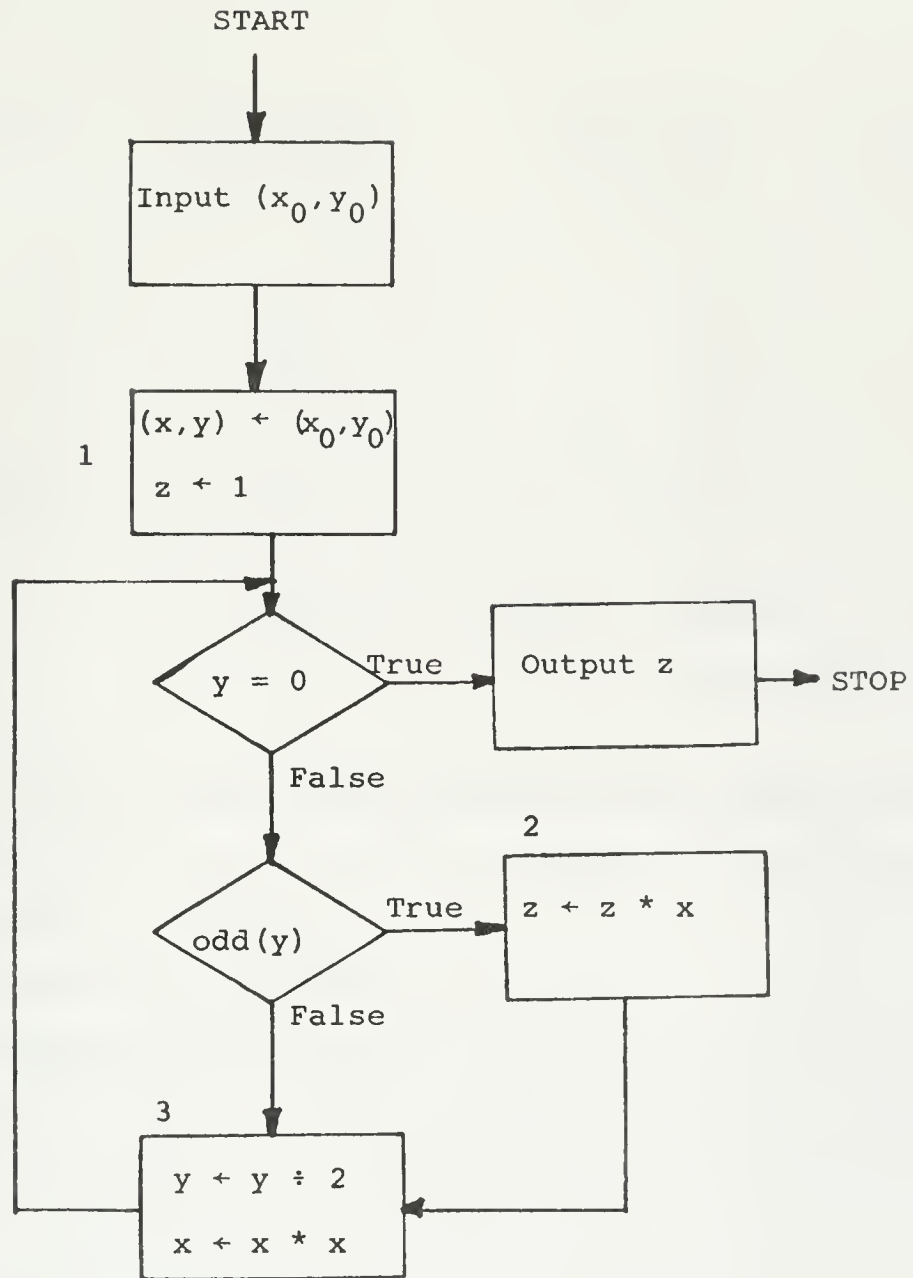 START
Input (x₀,y₀)
1
(x,y) ← (x₀,y₀)
z ← 1
y = 0
True
Output z
STOP
False
2
odd(y)
True
z ← z * x
False
3
y ← y ÷ 2
x ← x * x